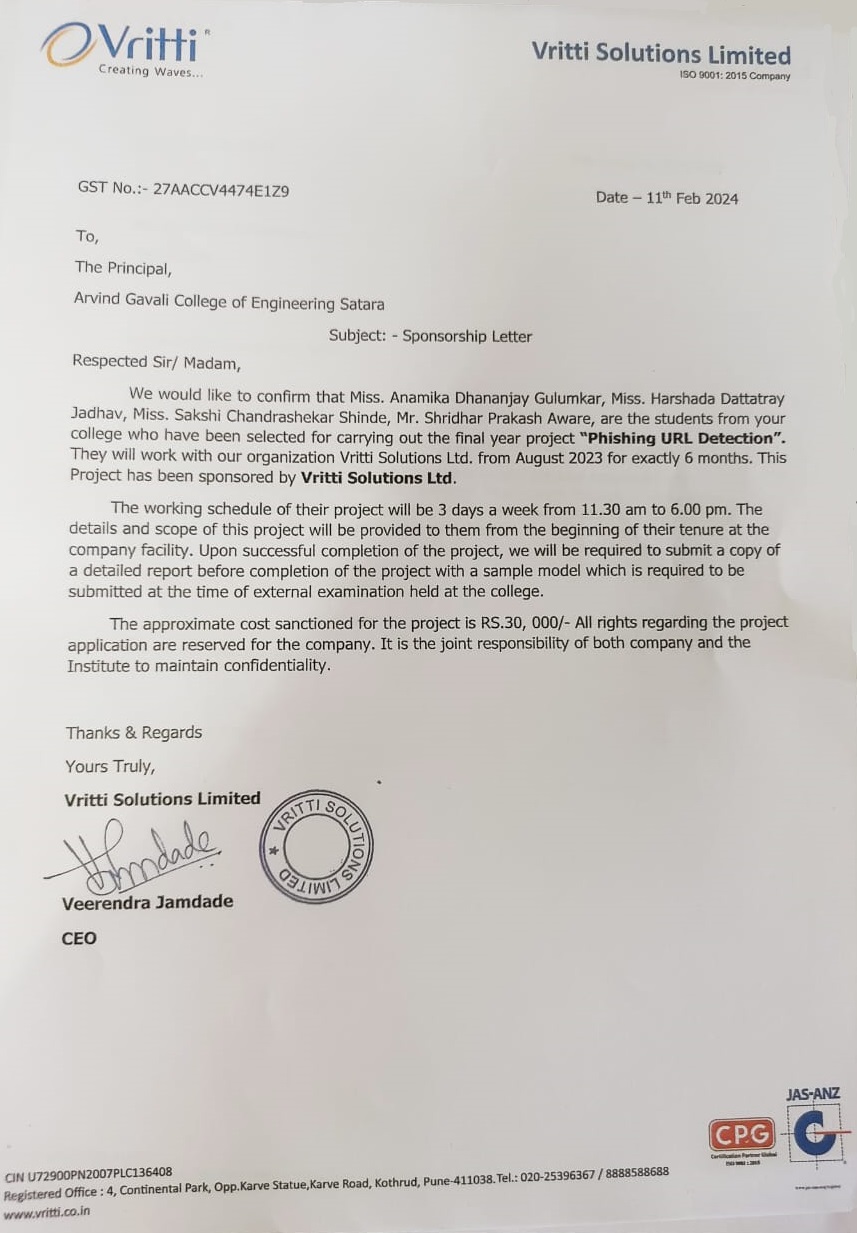 Vritti®
Creating Waves...
Vritti Solutions Limited
ISO 9001: 2015 Company
GST No.:- 27AACCV4474E1Z9
Date – 11th Feb 2024
To,
The Principal,
Arvind Gavali College of Engineering Satara
Subject: - Sponsorship Letter
Respected Sir/ Madam,
We would like to confirm that Miss. Anamika Dhananjay Gulumkar, Miss. Harshada Dattatray
Jadhav, Miss. Sakshi Chandrashekar Shinde, Mr. Shridhar Prakash Aware, are the students from your
college who have been selected for carrying out the final year project “Phishing URL Detection”.
They will work with our organization Vritti Solutions Ltd. from August 2023 for exactly 6 months. This
Project has been sponsored by Vritti Solutions Ltd.
The working schedule of their project will be 3 days a week from 11.30 am to 6.00 pm. The
details and scope of this project will be provided to them from the beginning of their tenure at the
company facility. Upon successful completion of the project, we will be required to submit a copy of
a detailed report before completion of the project with a sample model which is required to be
submitted at the time of external examination held at the college.
The approximate cost sanctioned for the project is RS.30, 000/- All rights regarding the project
application are reserved for the company. It is the joint responsibility of both company and the
Institute to maintain confidentiality.
Thanks & Regards
Yours Truly,
Vritti Solutions Limited
VRITTI SOLUTIONS LIMITED
Jamdade
Veerendra Jamdade
CEO
JAS-ANZ
CPG
Certification Partner Global
ISO 9001 : 2015
CIN U72900PN2007PLC136408
Registered Office : 4, Continental Park, Opp.Karve Statue,Karve Road, Kothrud, Pune-411038.Tel.: 020-25396367 / 8888588688
www.vritti.co.in